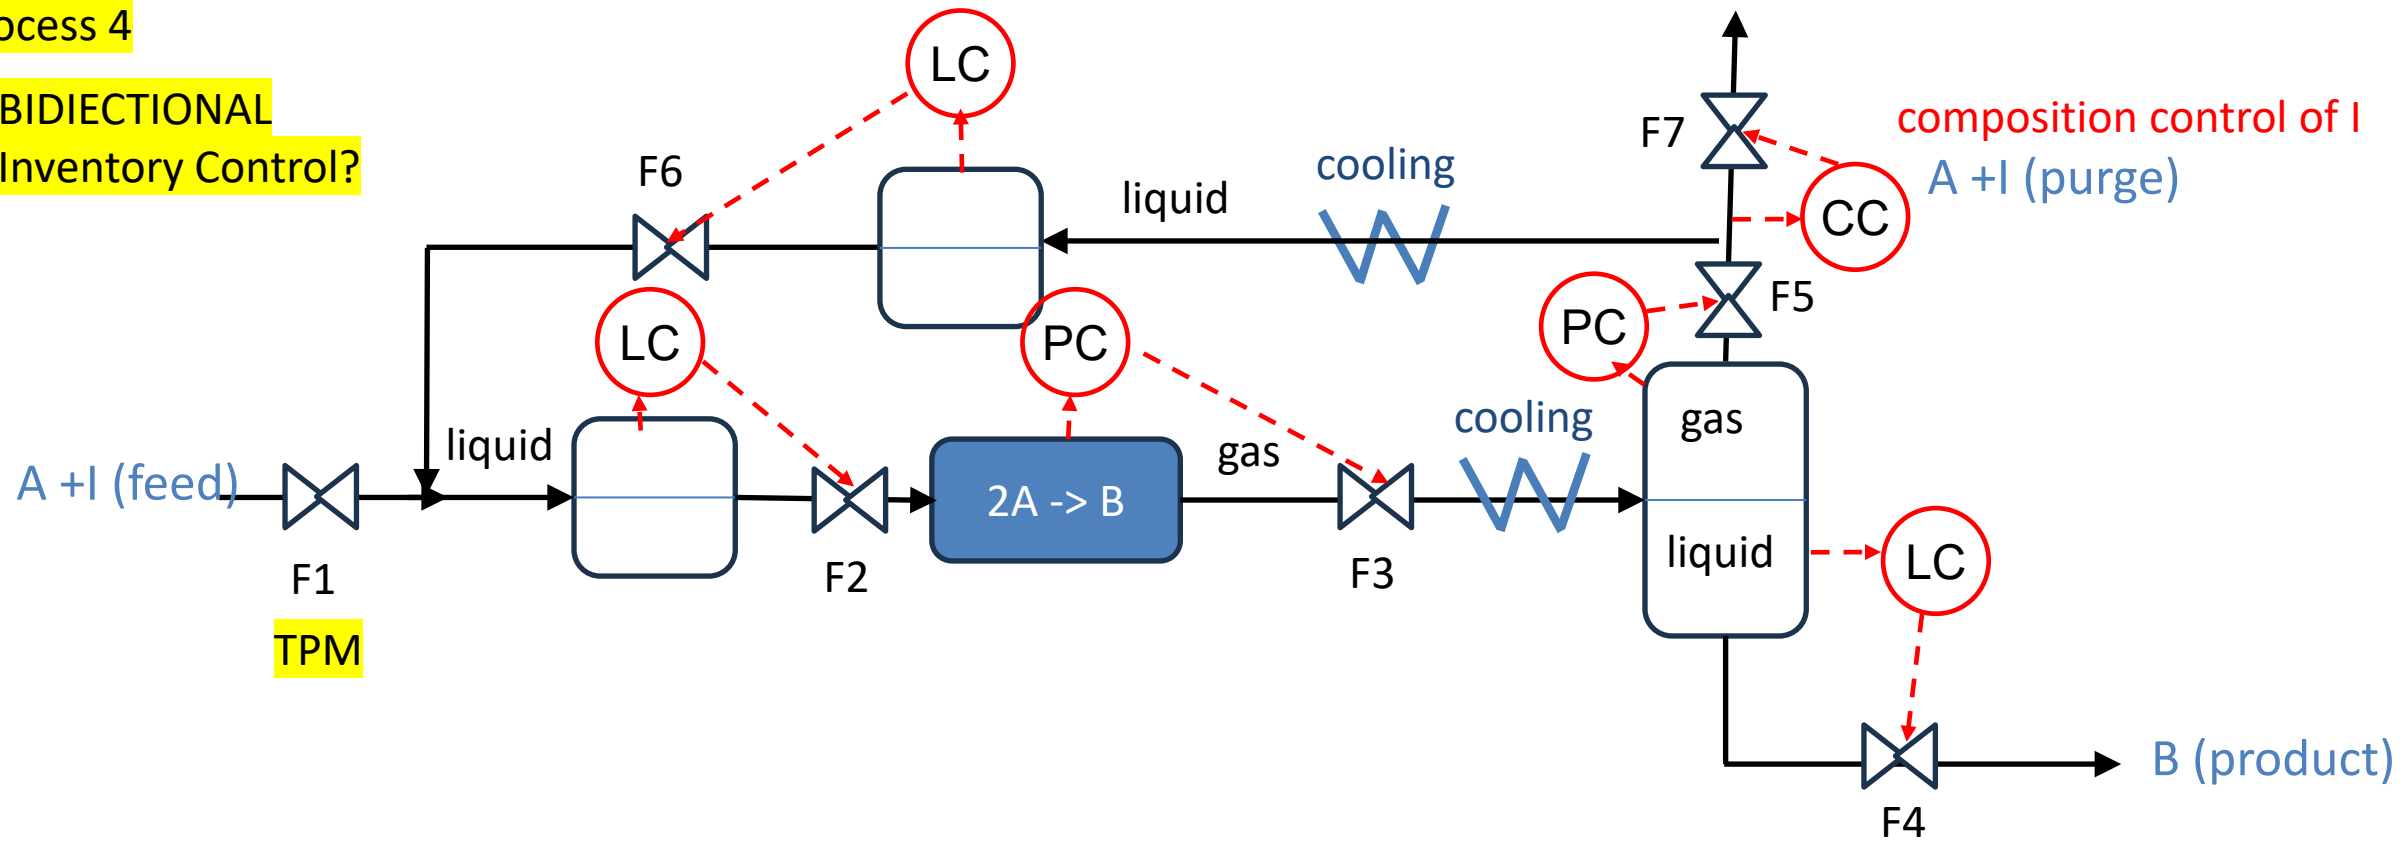 ocess 4
BIDIECTIONAL
Inventory Control?
LC
F6
liquid
cooling
F7
composition control of I
A +I (purge)
CC
F5
PC
LC
PC
gas
liquid
LC
A +I (feed)
liquid
F1
TPM
F2
2A -> B
gas
F3
cooling
B (product)
F4